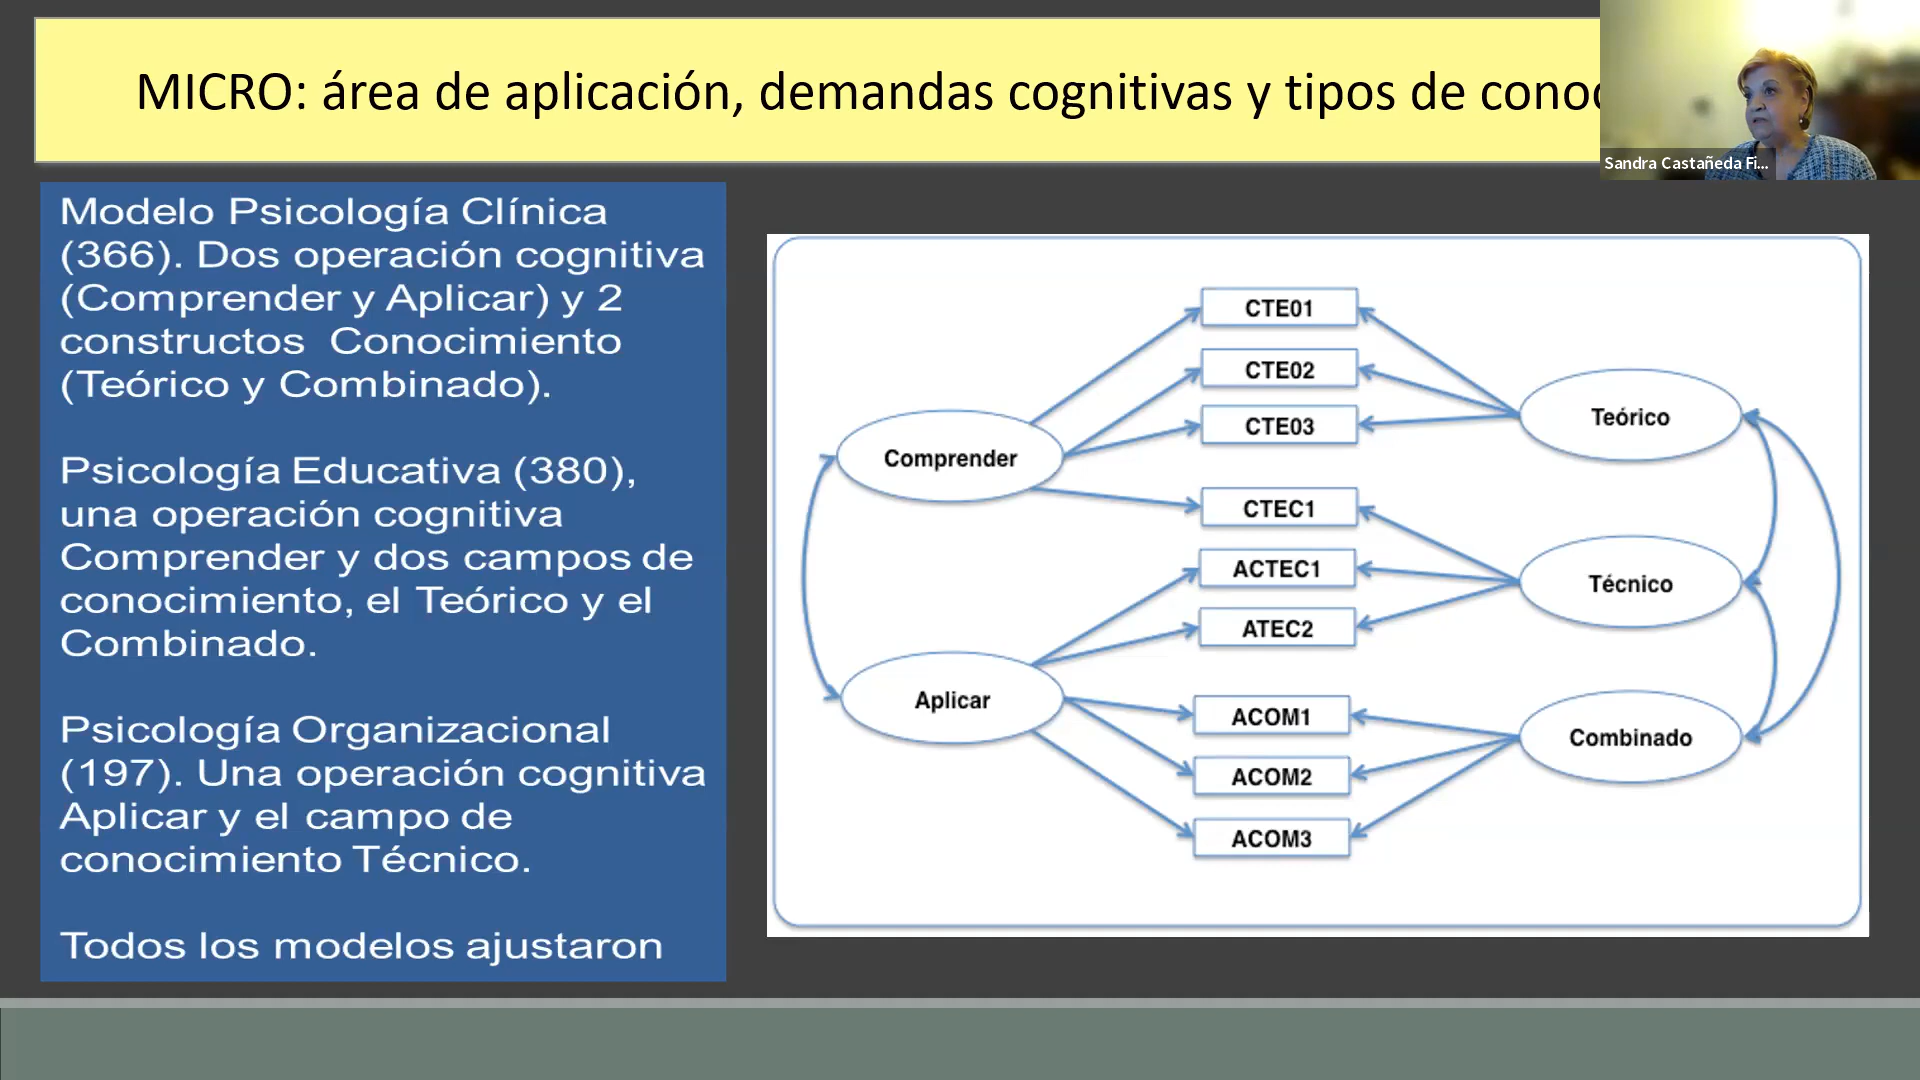 MICRO: área de aplicación, demandas cognitivas y tipos de
Sandra Castañeda Fi...
Modelo Psicología Clínica
(366). Dos operación cognitiva
(Comprender y Aplicar) y 2
constructos Conocimiento
(Teórico y Combinado).
Psicología Educativa (380),
una operación cognitiva
Comprender y dos campos de
conocimiento, el Teórico y el
Combinado.
Psicología Organizacional
(197). Una operación cognitiva
Aplicar y el campo de
conocimiento Técnico.
Todos los modelos ajustaron
CTE01
CTE02
CTE03
CTEC1
ACTEC1
ATEC2
ACOM1
ACOM2
ACOM3
Comprender
Aplicar
Teórico
Técnico
Combinado